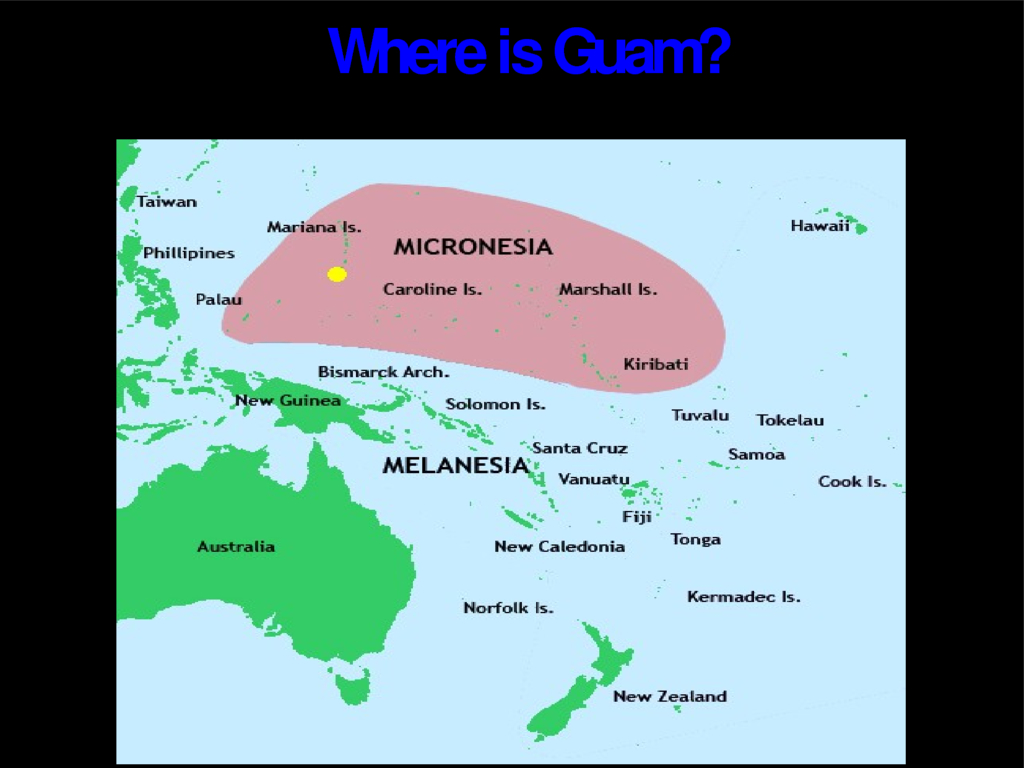 Where is Guam?
Taiwan
Hawaii
Mariana Is.
MICRONESIA
Phillipines
Caroline Is.
Marshall Is.
Palau
Kiribati
Bismarck Arch.
New Guinea
Solomon Is.
Tuvalu
Tokelau
Santa Cruz
Samoa
MELANESIA
Vanuatu
Cook Is.
Fiji
Tonga
Australia
New Caledonia
Kermadec Is.
Norfolk Is.
New Zealand